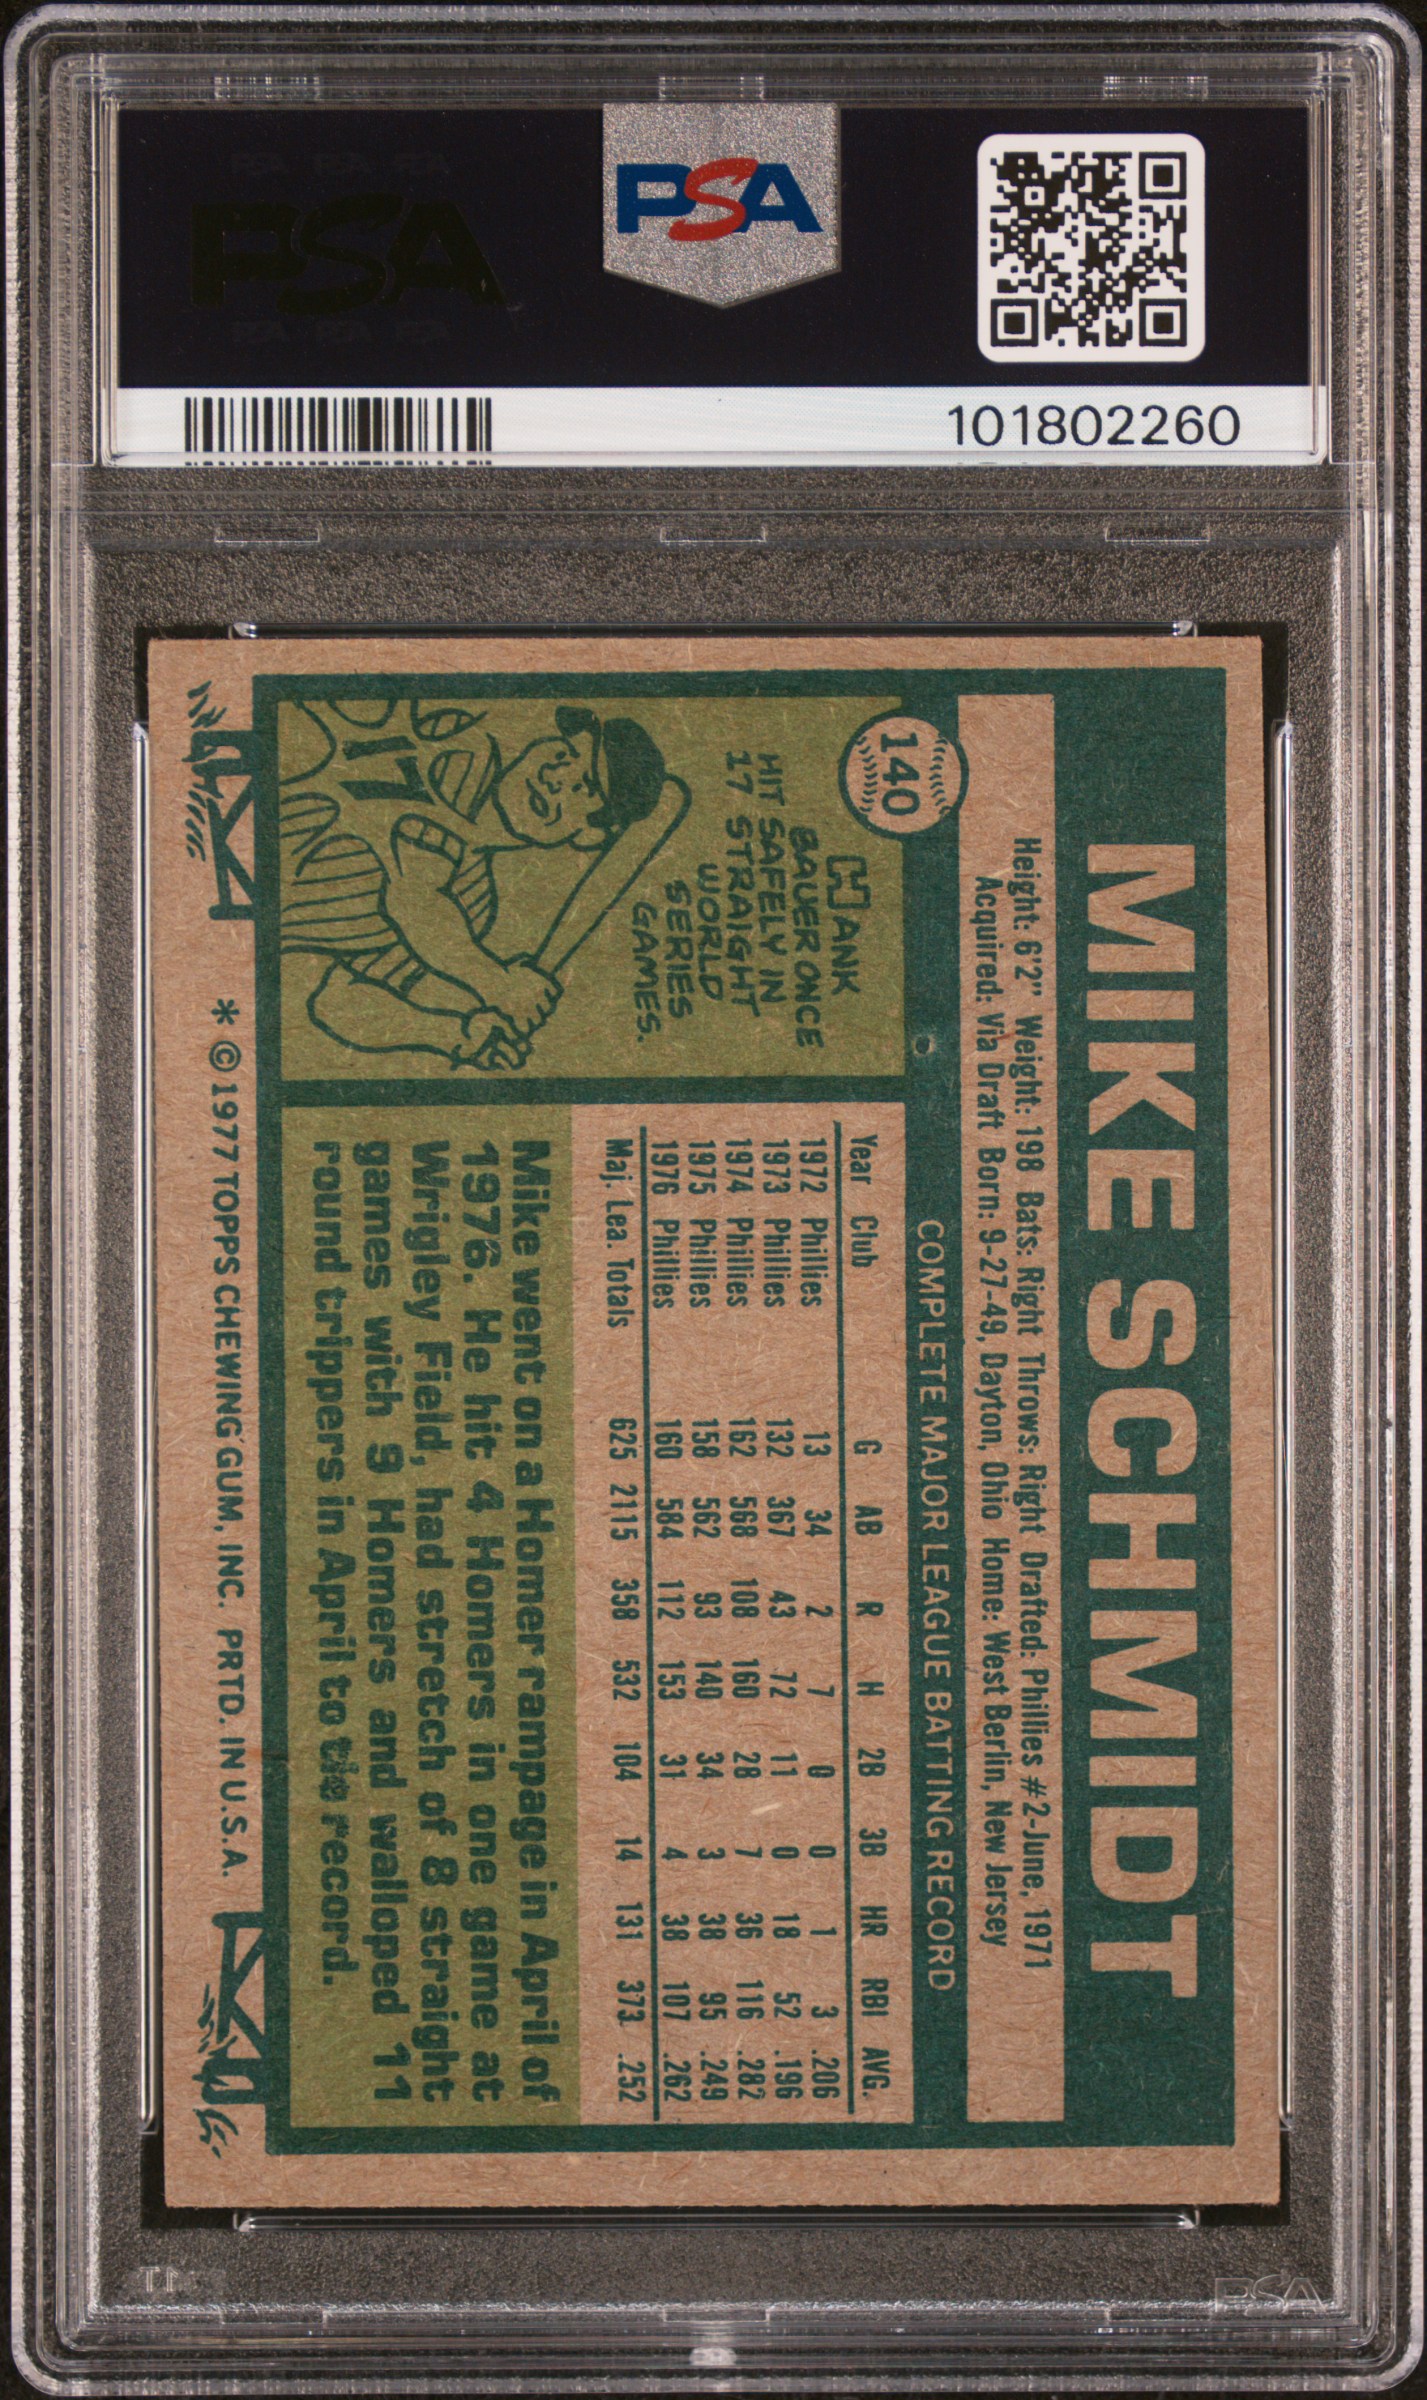 PSA
PSA
101802260
140
MIKE SCHMIDT
Height: 6'2" Weight: 198 Bats: Right Throws: Right Drafted: Phillies #2-June, 1971
Acquired: Via Draft Born: 9-27-49, Dayton, Ohio Home: West Berlin, New Jersey
COMPLETE MAJOR LEAGUE BATTING RECORD
HANK
BAUER ONCE
HIT SAFELY IN
17 STRAIGHT
WORLD
SERIES
GAMES.
17
Year Club G AB R H 2B 3B HR RBI AVG.
1972 Phillies 13 34 2 7 0 0 1 3 .206
1973 Phillies 132 367 43 72 11 0 18 52 .196
1974 Phillies 162 568 108 160 28 7 36 116 .282
1975 Phillies 158 562 93 140 34 3 38 95 .249
1976 Phillies 160 584 112 153 31 4 38 107 .262
Maj. Lea. Totals 625 2115 358 532 104 14 131 373 .252
Mike went on a Homer rampage in April of
1976. He hit 4 Homers in one game at
Wrigley Field, had stretch of 8 straight
games with 9 Homers and walloped 11
round trippers in April to tie record.
* © 1977 TOPPS CHEWING GUM, INC. PRTD. IN U.S.A.
PSA